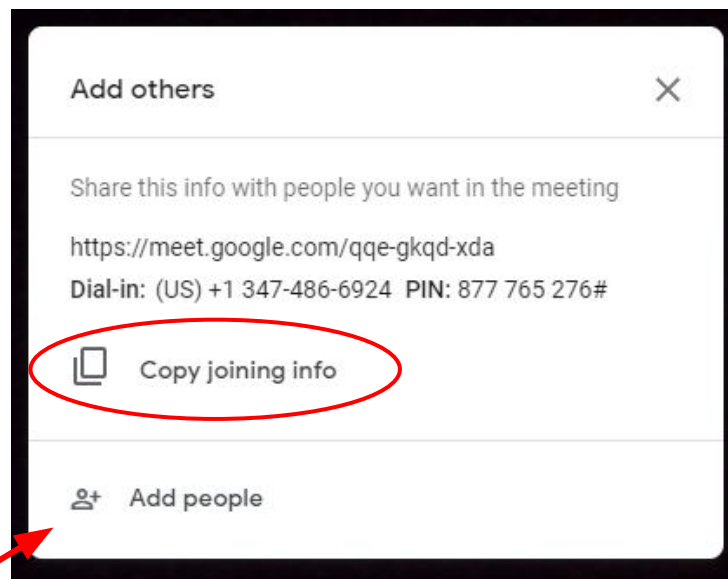 Add others
Share this info with people you want in the meeting
https://meet.google.com/qqe-gkqd-xda
Dial-in: (US) +1 347-486-6924 PIN: 877 765 276#
Copy joining info
Add people